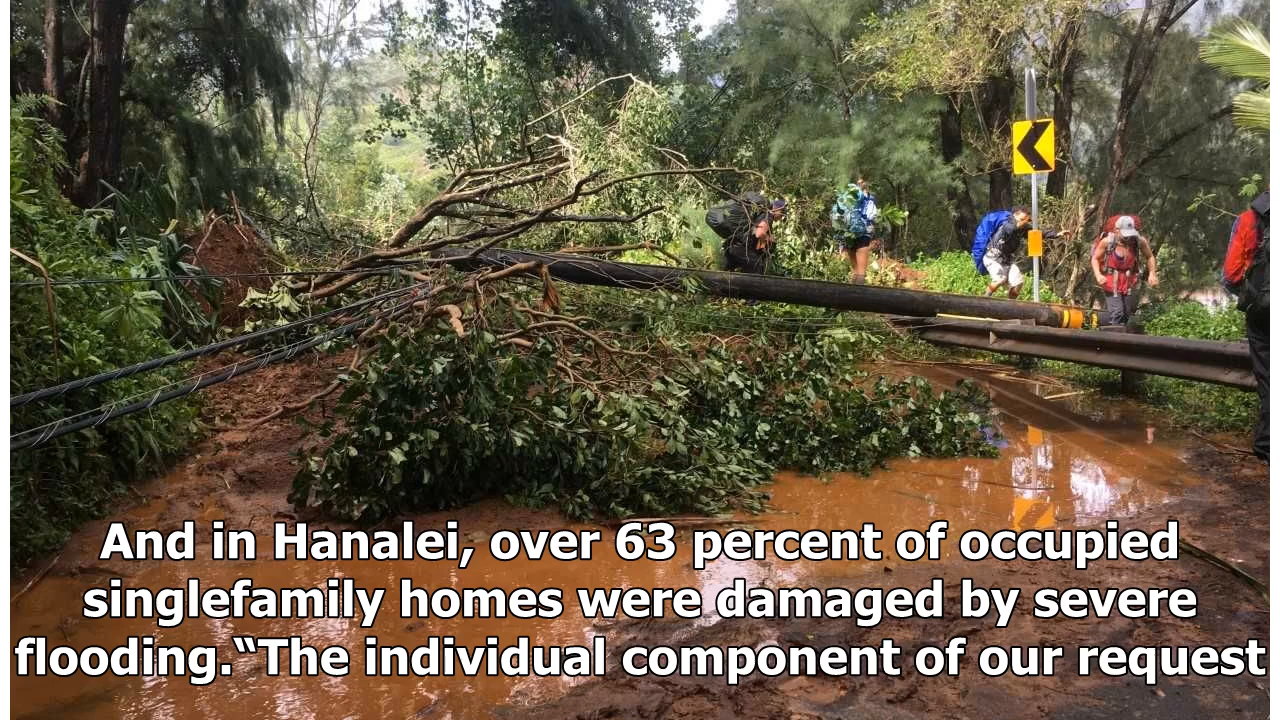 And in Hanalei, over 63 percent of occupied
singlefamily homes were damaged by severe
flooding.“The individual component of our request